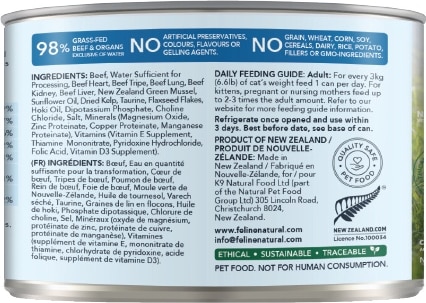 98% GRASS-FED BEEF & ORGANS EXCLUSIVE OF WATER
NO ARTIFICIAL PRESERVATIVES, COLOURS, FLAVOURS OR GELLING AGENTS.
NO GRAIN, WHEAT, CORN, SOY, CEREALS, DAIRY, RICE, POTATO, FILLERS OR GMO-INGREDIENTS.
INGREDIENTS: Beef, Water Sufficient for
Processing, Beef Heart, Beef Tripe, Beef Lung, Beef
Kidney, Beef Liver, New Zealand Green Mussel,
Sunflower Oil, Dried Kelp, Taurine, Flaxseed Flakes,
Hoki Oil, Dipotassium Phosphate, Choline
Chloride, Salt, Minerals (Magnesium Oxide,
Zinc Proteinate, Copper Proteinate, Manganese
Proteinate), Vitamins (Vitamin E Supplement,
Thiamine Mononitrate, Pyridoxine Hydrochloride,
Folic Acid, Vitamin D3 Supplement).
(FR) INGRÉDIENTS: Bœuf, Eau en quantité
suffisante pour la transformation, Cœur de
bœuf, Tripes de bœuf, Poumon de bœuf,
Rein de bœuf, Foie de bœuf, Moule verte de
Nouvelle-Zélande, Huile de tournesol, Varech
séché, Taurine, Graines de lin en flocons, Huile
de hoki, Phosphate dipotassique, Chlorure de
choline, Sel, Minéraux (oxyde de magnésium,
protéinate de zinc, protéinate de cuivre,
protéinate de manganèse), Vitamines
(supplément de vitamine E, mononitrate de
thiamine, chlorhydrate de pyridoxine, acide
folique, supplément de vitamine D3).
DAILY FEEDING GUIDE: Adult: For every 3kg
(6.6lb) of cat's weight feed 1 can per day. For
kittens, pregnant or nursing mothers feed up
to 2-3 times the adult amount. Refer to our
website for more feeding guide information.
Refrigerate once opened and use within
3 days. Best before date, see base of can.
PRODUCT OF NEW ZEALAND /
PRODUIT DE NOUVELLE-
ZÉLANDE: Made in
New Zealand / Fabriqué en
Nouvelle-Zélande, for / pour
K9 Natural Food Ltd (part
of the Natural Pet Food
Group Ltd) 305 Lincoln Road,
Christchurch 8024,
New Zealand.
QUALITY SAFE
PET FOOD
NEW ZEALAND.COM
Licence No.100034
www.felinenatural.com
info@felinenatural.com
ETHICAL • SUSTAINABLE • TRACEABLE
PET FOOD. NOT FOR HUMAN CONSUMPTION.